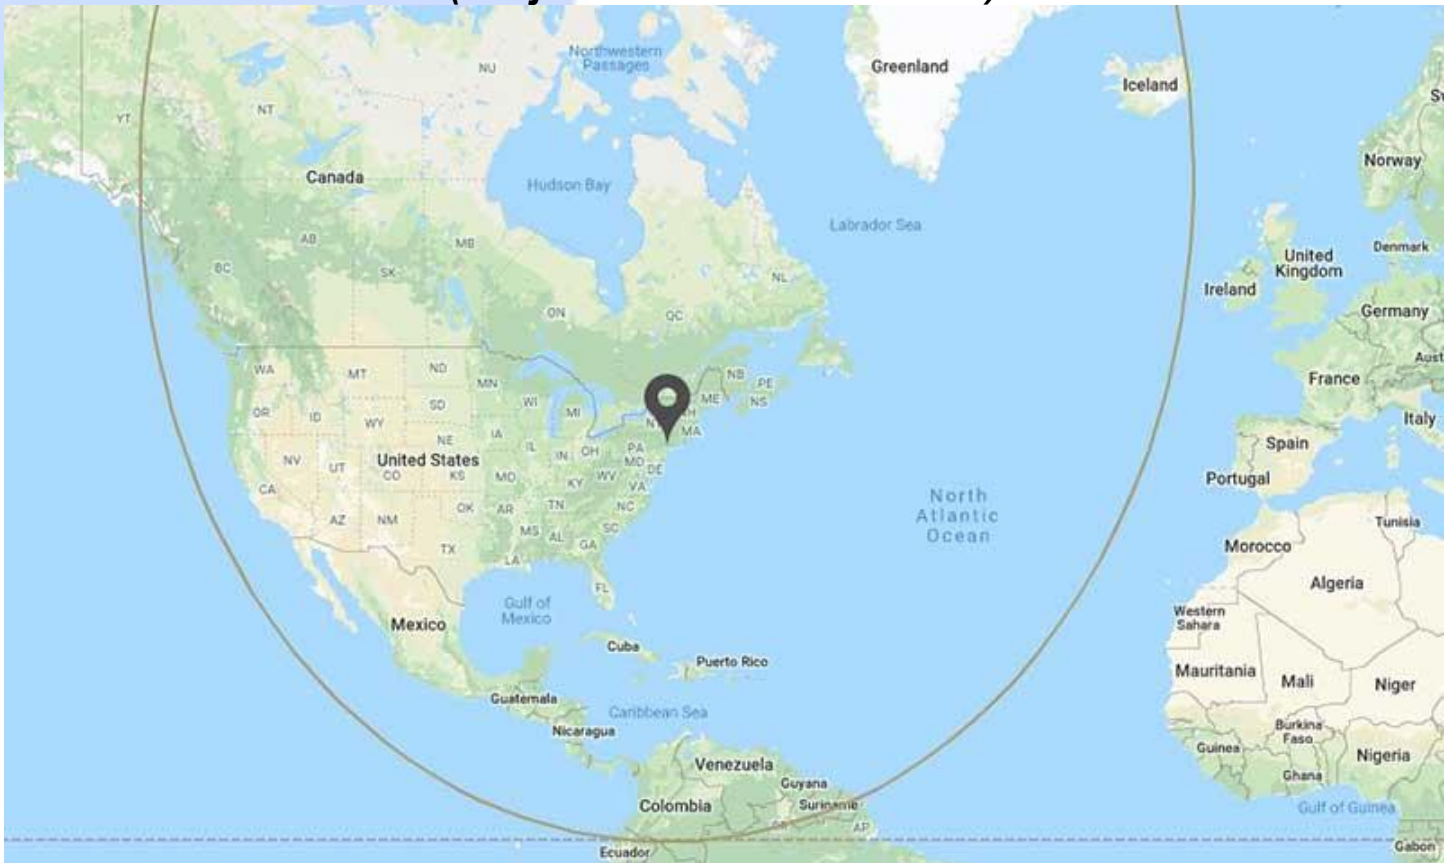 Northwestern
Passages
Greenland
Iceland
NU
NT
YT
Norway
Canada
Hudson Bay
Labrador Sea
AB
MB
BC
SK
NL
United
Kingdom
Denmark
Ireland
ON
QC
Germany
WA
MT
ND
MN
NB
PE
Aust
France
OR
ID
SD
WI
MI
ME
NS
WY
MA
Italy
NE
IA
PA
Spain
NV
UT
United States
CO
KS
IL
IN
OH
MD
DE
Portugal
CA
MO
KY
WV
VA
North
Atlantic
Ocean
AZ
NM
OK
AR
TN
NC
SC
Tunisia
MS
AL
GA
Morocco
TX
LA
Algeria
FL
Gulf of
Mexico
Western
Sahara
Mexico
Cuba
Puerto Rico
Mauritania
Mali
Niger
Guatemala
Caribbean Sea
Nicaragua
Burkina
Faso
Guinea
Nigeria
Venezuela
Guyana
Ghana
Colombia
Suriname
Gulf of Guinea
AP
Ecuador
Gabon